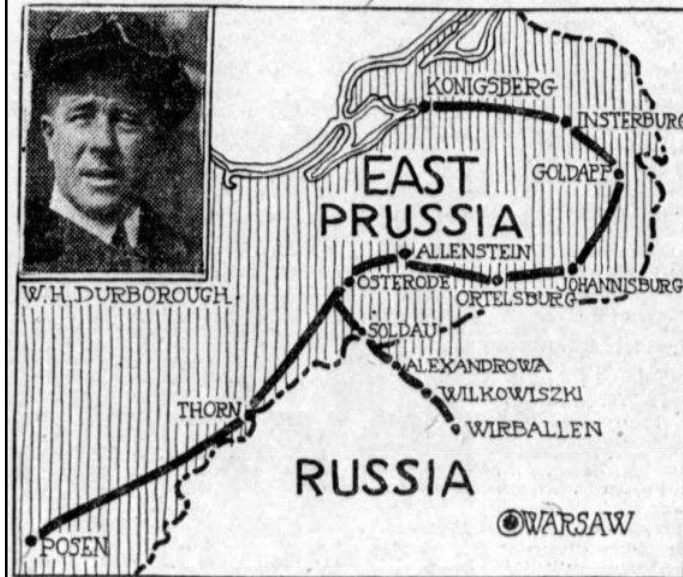 KONIGSBERG
INSTERBURG
EAST
PRUSSIA
GOLDAPP
ALLENSTEIN
W.H. DURBOROUGH
OSTERODE
ORTELSBURG
JOHANNISBURG
SOLDAU
ALEXANDROWA
WILKOWISZKI
THORN
WIRBALLEN
RUSSIA
WARSAW
POSEN